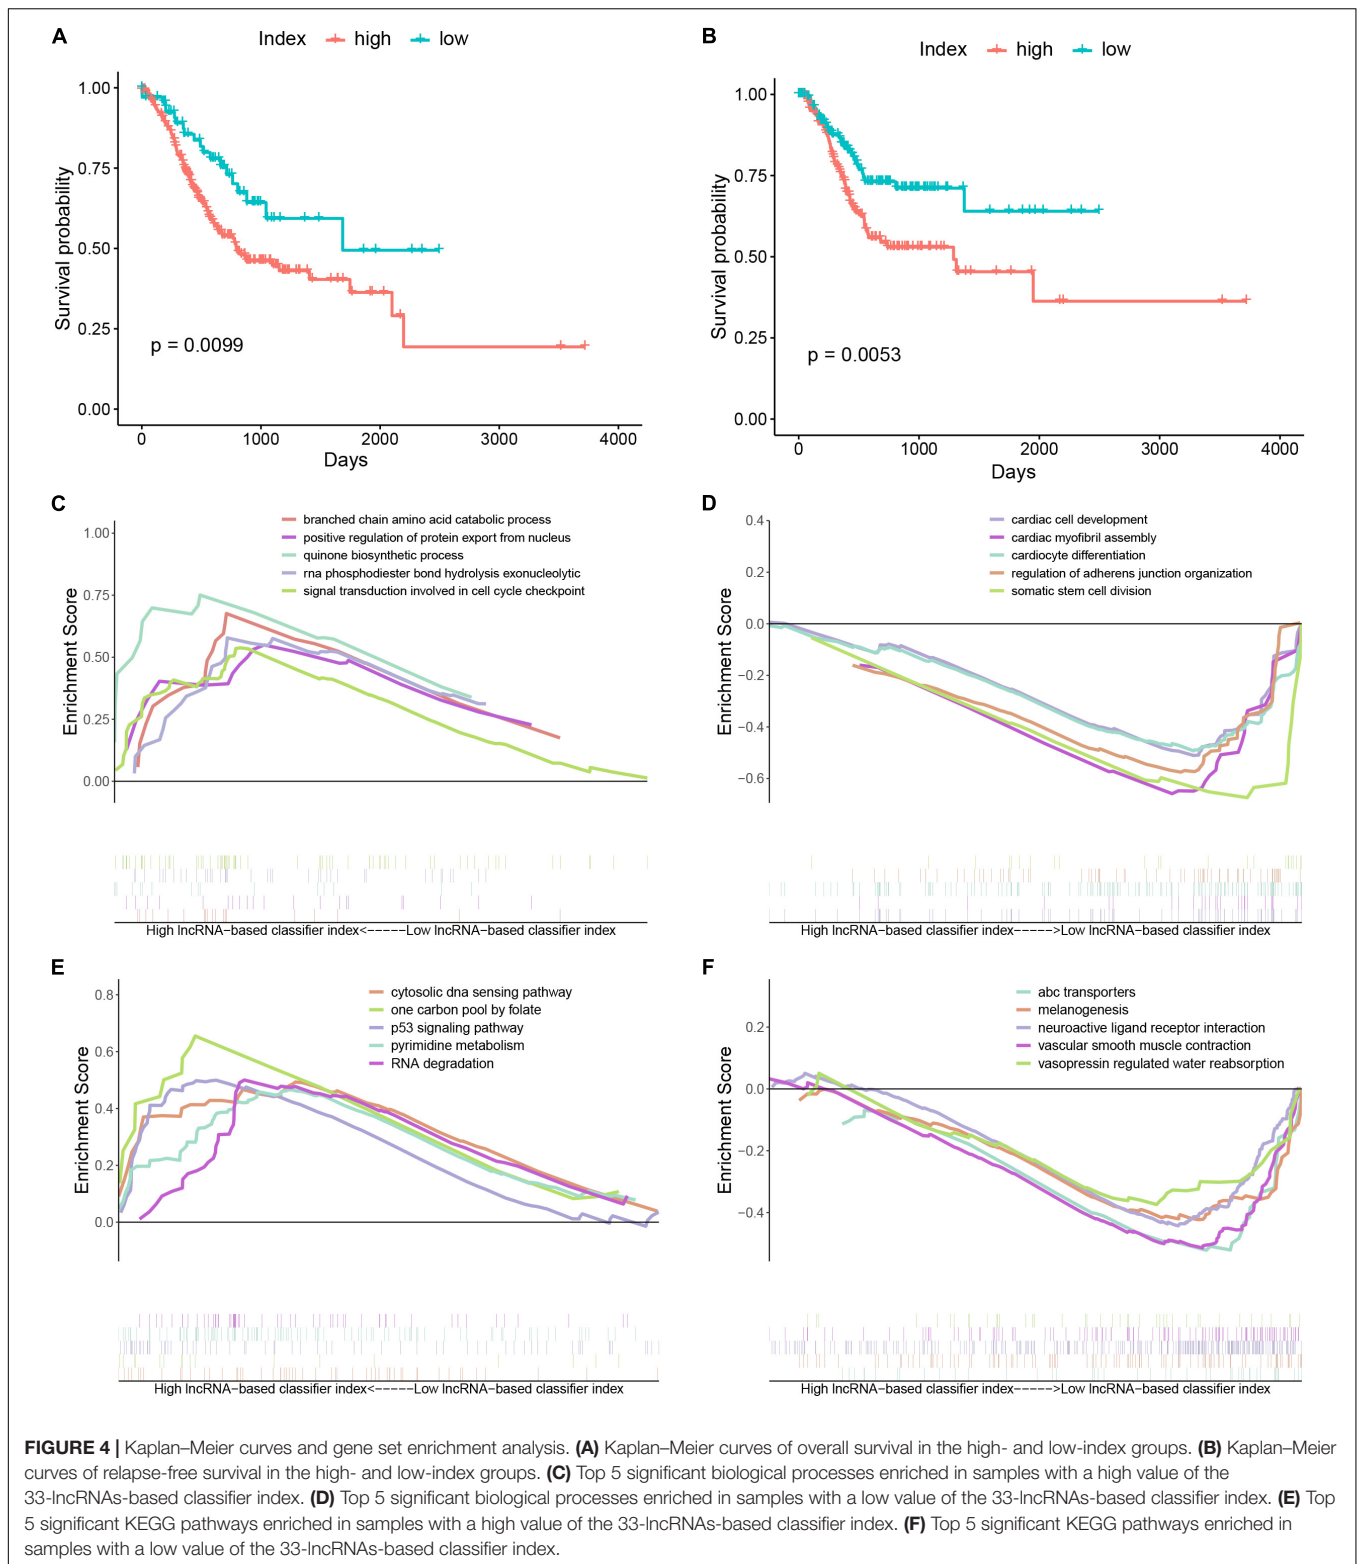 A
Index high low
Survival probability
1.00
0.75
0.50
0.25
0.00
p = 0.0099
0 1000 2000 3000 4000
Days
B
Index high low
Survival probability
1.00
0.75
0.50
0.25
0.00
p = 0.0053
0 1000 2000 3000 4000
Days
C
branched chain amino acid catabolic process
positive regulation of protein export from nucleus
quinone biosynthetic process
rna phosphodiester bond hydrolysis exonucleolytic
signal transduction involved in cell cycle checkpoint
Enrichment Score
1.00
0.75
0.50
0.25
0.00
High lncRNA−based classifier index<−−−−−Low lncRNA−based classifier index
D
cardiac cell development
cardiac myofibril assembly
cardiocyte differentiation
regulation of adherens junction organization
somatic stem cell division
Enrichment Score
0.4
0.2
0.0
−0.2
−0.4
−0.6
High lncRNA−based classifier index−−−−−>Low lncRNA−based classifier index
E
cytosolic dna sensing pathway
one carbon pool by folate
p53 signaling pathway
pyrimidine metabolism
RNA degradation
Enrichment Score
0.8
0.6
0.4
0.2
0.0
High lncRNA−based classifier index<−−−−−Low lncRNA−based classifier index
F
abc transporters
melanogenesis
neuroactive ligand receptor interaction
vascular smooth muscle contraction
vasopressin regulated water reabsorption
Enrichment Score
0.2
0.0
−0.2
−0.4
High lncRNA−based classifier index−−−−−>Low lncRNA−based classifier index
FIGURE 4 | Kaplan–Meier curves and gene set enrichment analysis. (A) Kaplan–Meier curves of overall survival in the high- and low-index groups. (B) Kaplan–Meier
curves of relapse-free survival in the high- and low-index groups. (C) Top 5 significant biological processes enriched in samples with a high value of the
33-lncRNAs-based classifier index. (D) Top 5 significant biological processes enriched in samples with a low value of the 33-lncRNAs-based classifier index. (E) Top
5 significant KEGG pathways enriched in samples with a high value of the 33-lncRNAs-based classifier index. (F) Top 5 significant KEGG pathways enriched in
samples with a low value of the 33-lncRNAs-based classifier index.